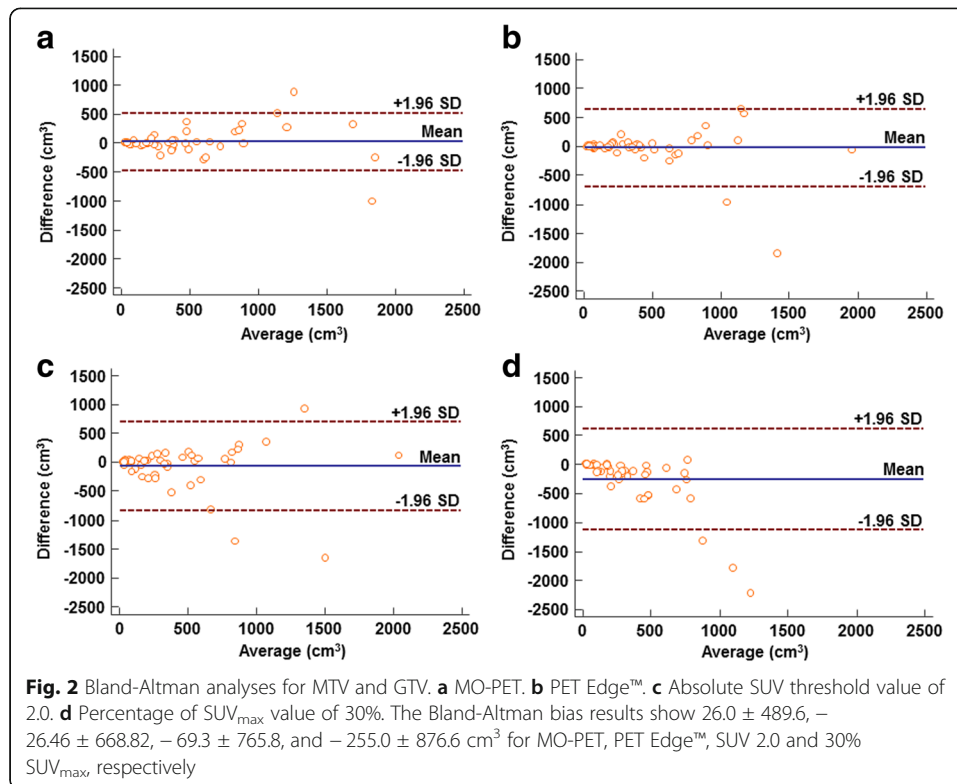 a
1500
1000
500
0
-500
-1000
-1500
-2000
-2500
Difference (cm³)
+1.96 SD
Mean
-1.96 SD
0 500 1000 1500 2000 2500
Average (cm³)
b
1500
1000
500
0
-500
-1000
-1500
-2000
-2500
Difference (cm³)
+1.96 SD
Mean
-1.96 SD
0 500 1000 1500 2000 2500
Average (cm³)
c
1500
1000
500
0
-500
-1000
-1500
-2000
-2500
Difference (cm³)
+1.96 SD
Mean
-1.96 SD
0 500 1000 1500 2000 2500
Average (cm³)
d
1500
1000
500
0
-500
-1000
-1500
-2000
-2500
Difference (cm³)
+1.96 SD
Mean
-1.96 SD
0 500 1000 1500 2000 2500
Average (cm³)
Fig. 2 Bland-Altman analyses for MTV and GTV. a MO-PET. b PET Edge™. c Absolute SUV threshold value of
2.0. d Percentage of SUVmax value of 30%. The Bland-Altman bias results show 26.0 ± 489.6, −
26.46 ± 668.82, − 69.3 ± 765.8, and − 255.0 ± 876.6 cm³ for MO-PET, PET Edge™, SUV 2.0 and 30%
SUVmax, respectively